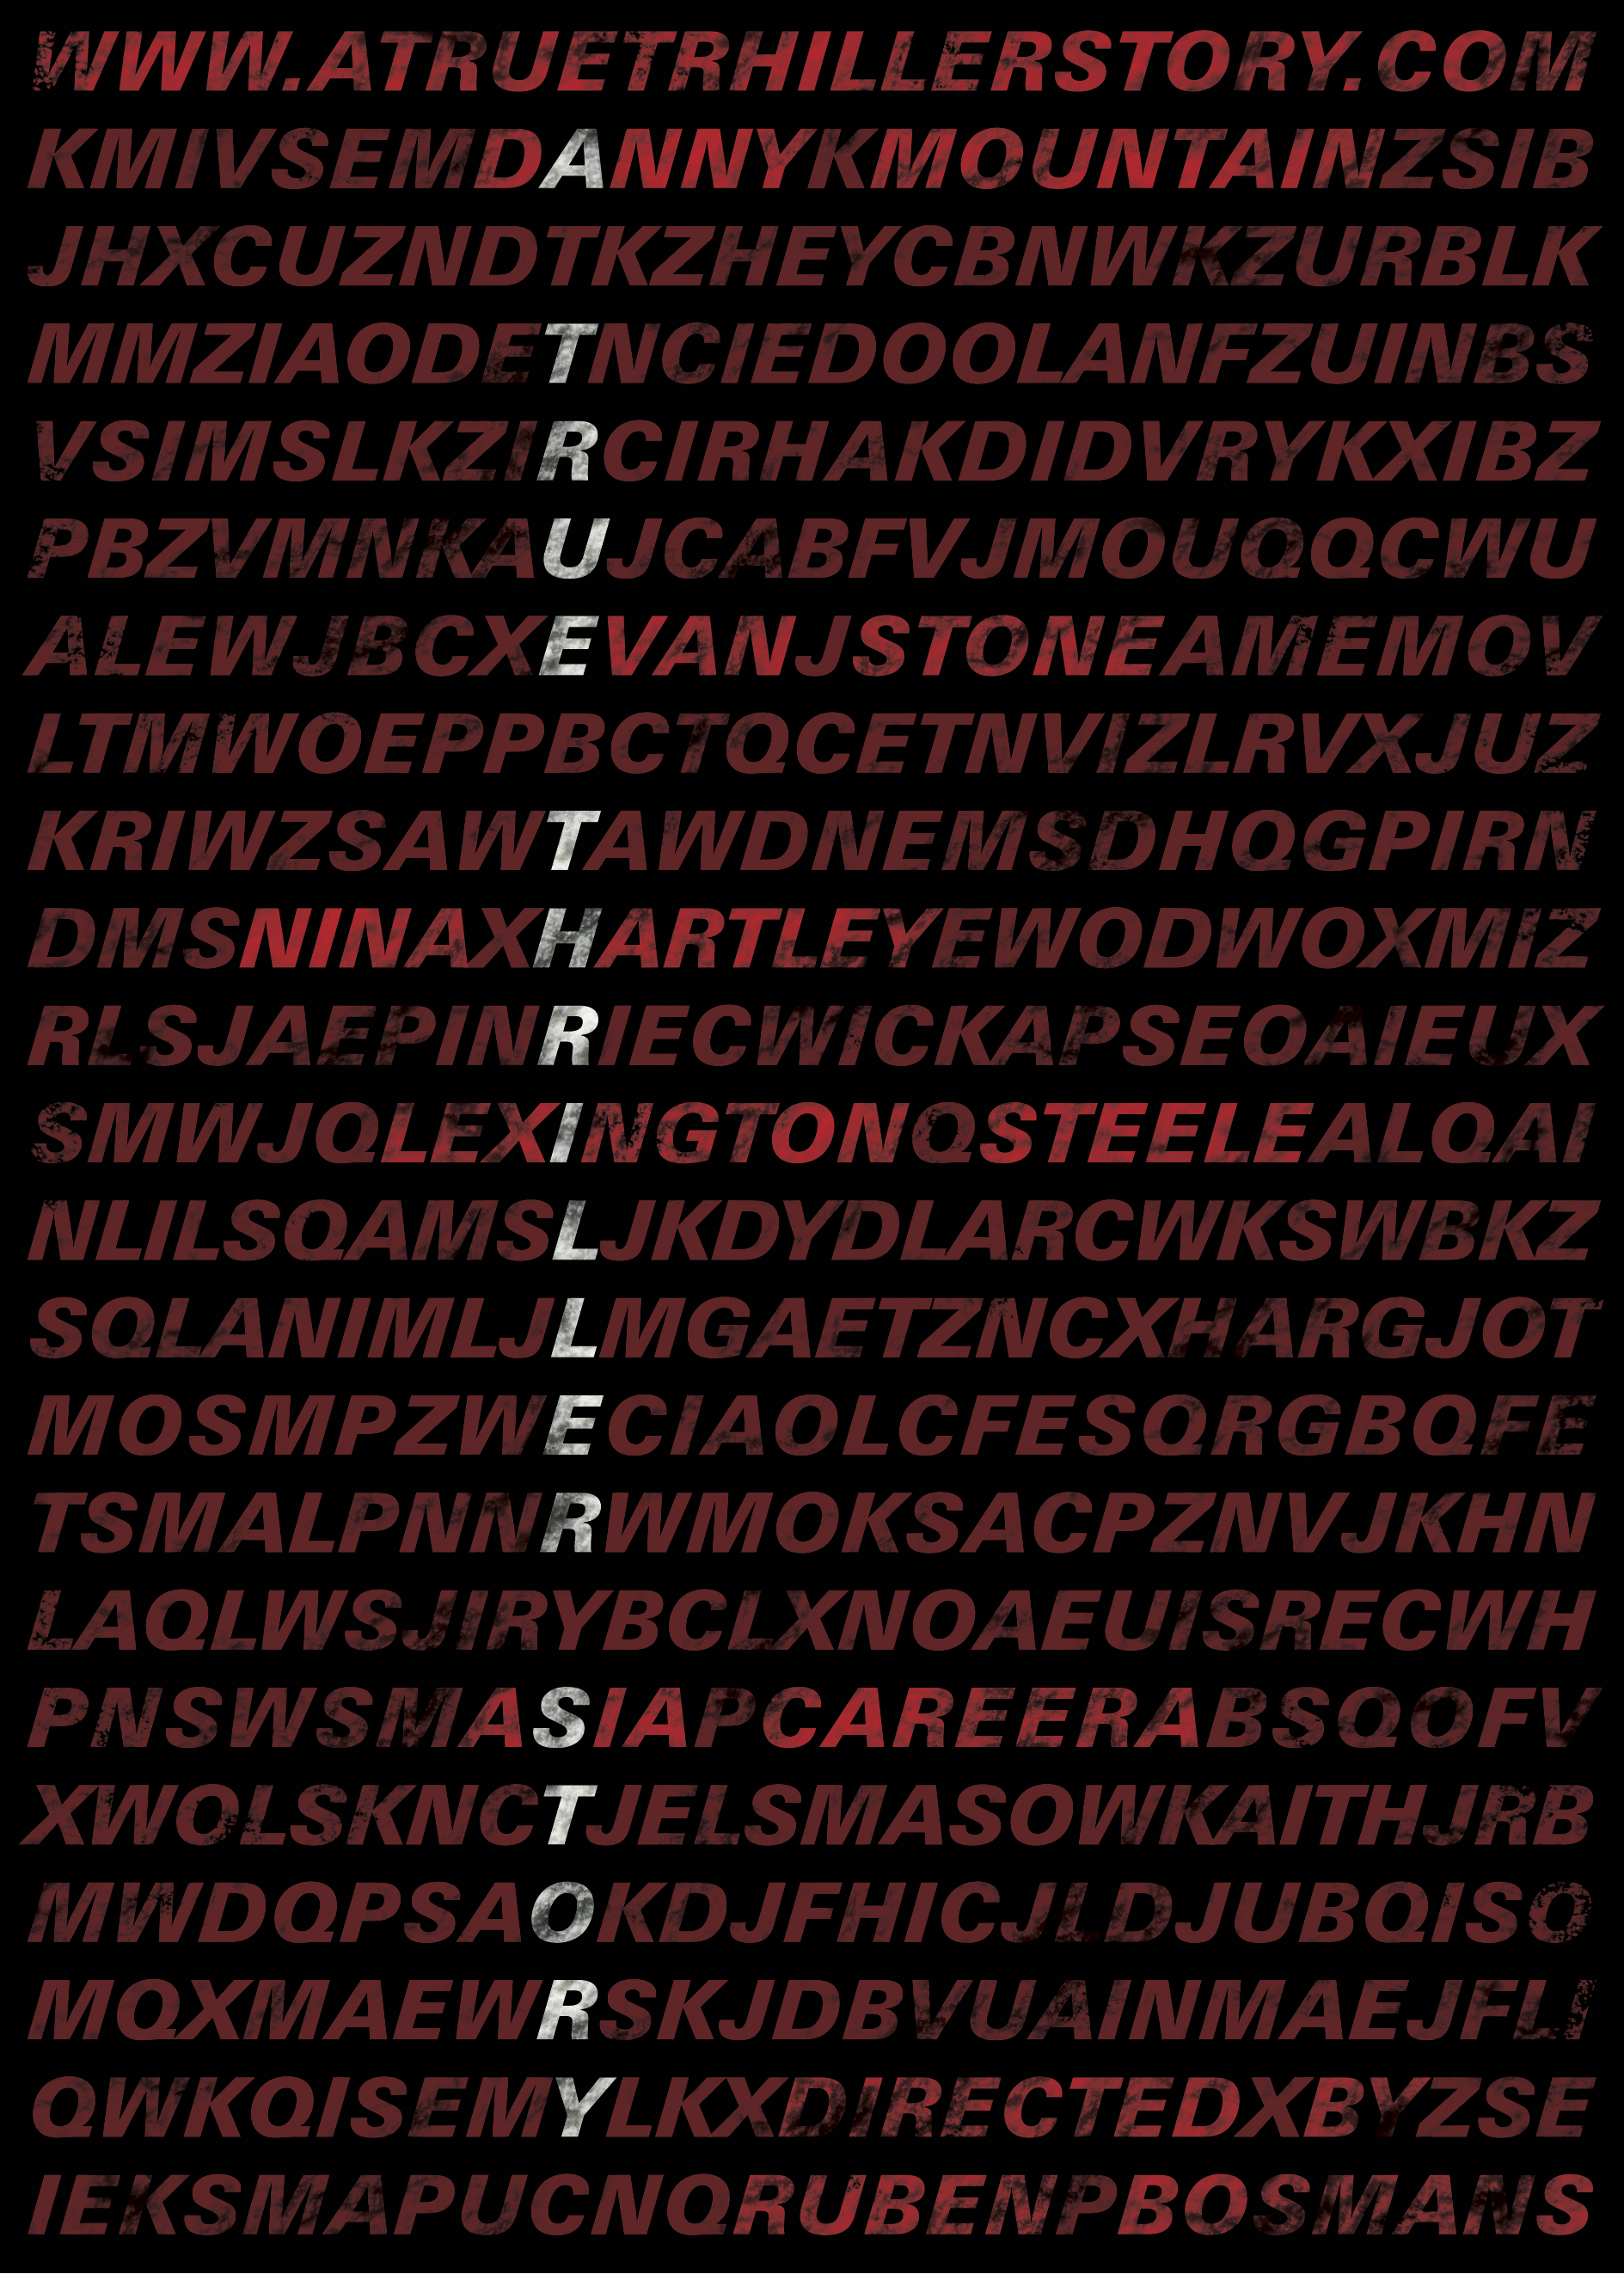 WWW.ATRUETRHILLERSTORY.COM
KMIVSEMDANNYKMOUNTAINZSIB
JHXCUZNDTKZHEYCBNWKZURBLK
MMZIAODETNCIEDOOLANFZUINBS
VSIMSLKZIRCIRHAKDIDVRYKXIBZ
PBZVMNKAUJCABFVJMOUQQCWU
ALEWJBCXEVANJSTONEAMEMOV
LTMWOEPPBCTQCETNVIZLRVXJUZ
KRIWZSAWTAWDNEMSDHQGPIRN
DMSNINAXHARTLEYEWODWOXMIZ
RLSJAEPINRIECWICKAPSEOAIEUX
SMWJQLEXINGTONQSTEELEALQAI
NLILSQAMSLJKDYDLARCWKSWBKZ
SQLANIMLJLMGAETZNCXHARGJOT
MOSMPZWECIAOLCFESQRGBQFE
TSMALPNNRWMOKSACPZNVJKHN
LAQLWSJIRYBCLXNOAEUISRECWH
PNSWSMASIAPCAREERABSQOFV
XWOLSKNCTJELSMASOWKAITHJRB
MWDQPSAOKDJFHICJLDJUBQISO
MQXMAEWRSKJDBVUAINMAEJFLI
QWKQISEMYLKXDIRECTEDXBYZSE
IEKSMAPUCNQRUBENPBOSMANS